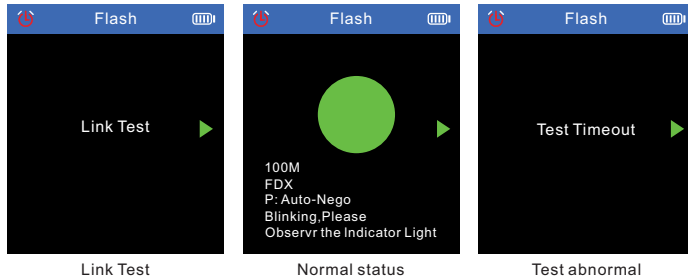 Flash
Link Test
Link Test
Flash
100M
FDX
P: Auto-Nego
Blinking,Please
Observr the Indicator Light
Normal status
Flash
Test Timeout
Test abnormal